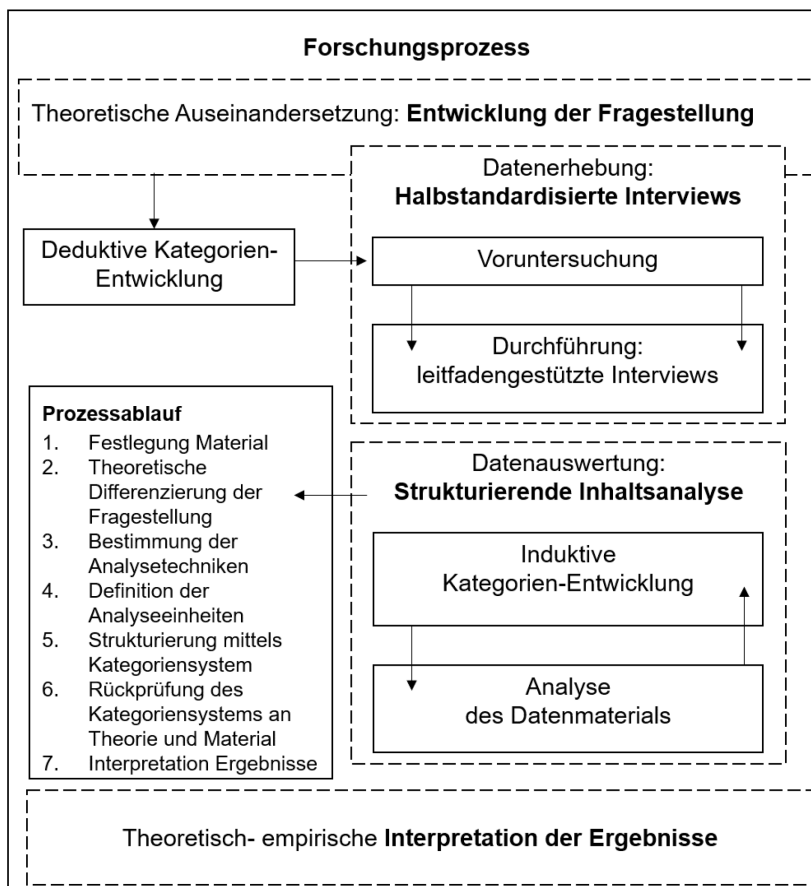 Forschungsprozess
Theoretische Auseinandersetzung: Entwicklung der Fragestellung
Datenerhebung:
Halbstandardisierte Interviews
Deduktive Kategorien-
Entwicklung
Voruntersuchung
Durchführung:
leitfadengestützte Interviews
Prozessablauf
1. Festlegung Material
2. Theoretische
Differenzierung der
Fragestellung
3. Bestimmung der
Analysetechniken
4. Definition der
Analyseeinheiten
5. Strukturierung mittels
Kategoriensystem
6. Rückprüfung des
Kategoriensystems an
Theorie und Material
7. Interpretation Ergebnisse
Datenauswertung:
Strukturierende Inhaltsanalyse
Induktive
Kategorien-Entwicklung
Analyse
des Datenmaterials
Theoretisch- empirische Interpretation der Ergebnisse